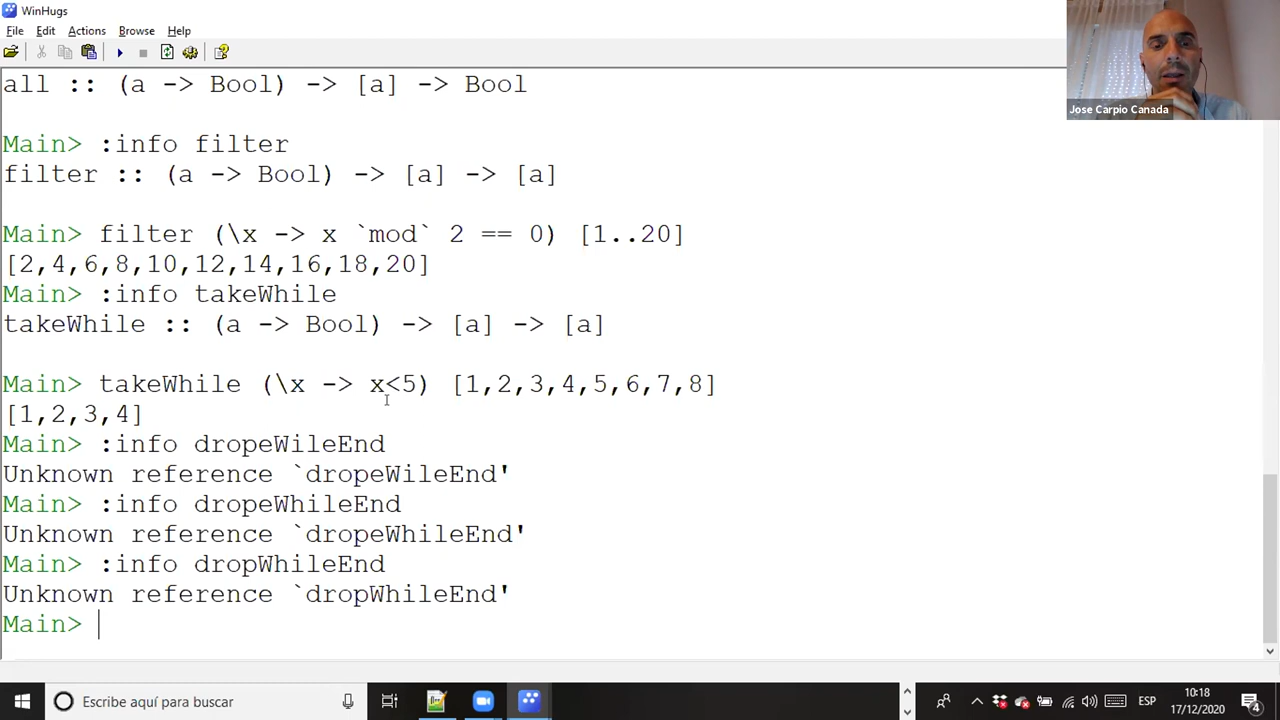 WinHugs
File Edit Actions Browse Help
all :: (a -> Bool) -> [a] -> Bool
Main> :info filter
filter :: (a -> Bool) -> [a] -> [a]
Main> filter (\x -> x `mod` 2 == 0) [1..20]
[2,4,6,8,10,12,14,16,18,20]
Main> :info takeWhile
takeWhile :: (a -> Bool) -> [a] -> [a]
Main> takeWhile (\x -> x<5) [1,2,3,4,5,6,7,8]
[1,2,3,4]
Main> :info dropeWileEnd
Unknown reference `dropeWileEnd'
Main> :info dropeWhileEnd
Unknown reference `dropeWhileEnd'
Main> :info dropWhileEnd
Unknown reference `dropWhileEnd'
Main>
Jose Carpio Canada
Escribe aquí para buscar
ESP
10:18
17/12/2020
4